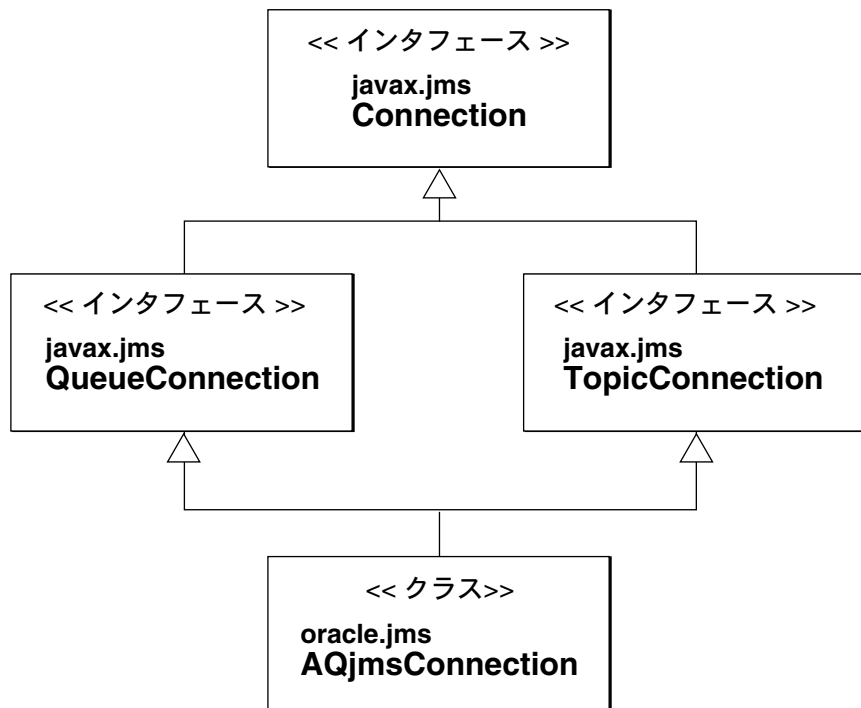 << インタフェース >>
javax.jms
Connection
<< インタフェース >>
javax.jms
QueueConnection
<< インタフェース >>
javax.jms
TopicConnection
<< クラス>>
oracle.jms
AQjmsConnection